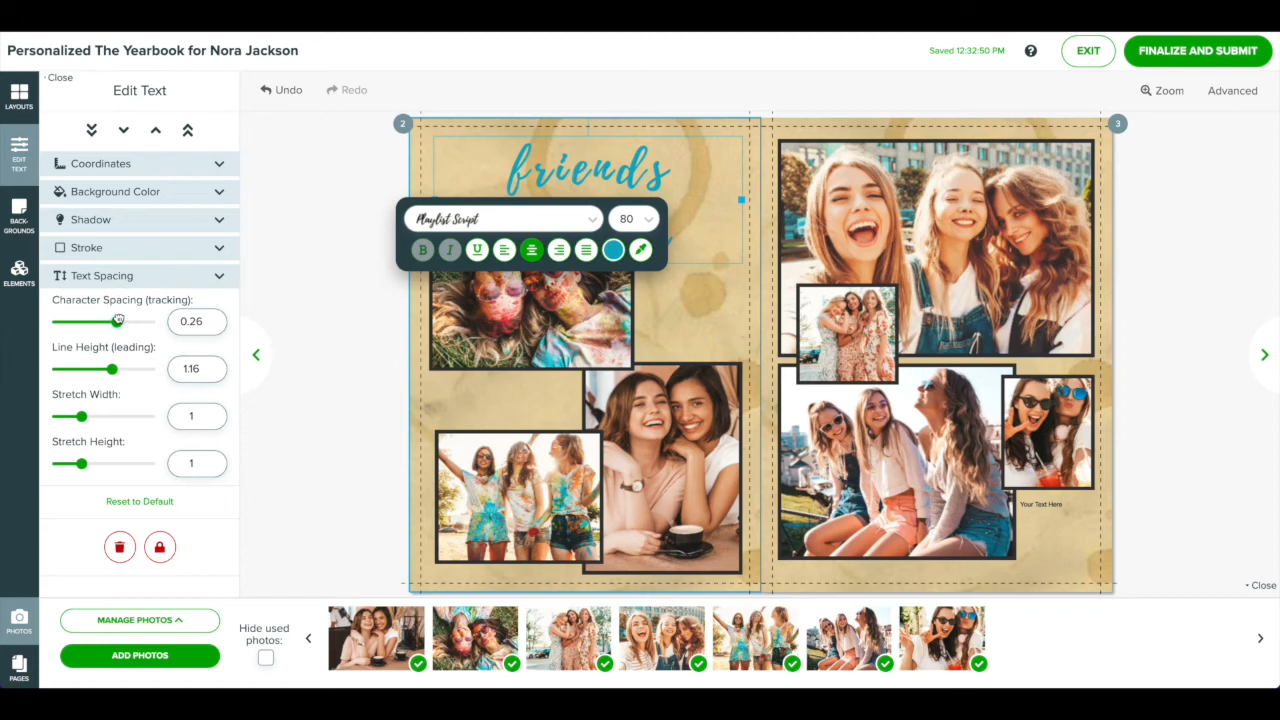 Personalized The Yearbook for Nora Jackson
Saved 12:32:50 PM
?
EXIT
FINALIZE AND SUBMIT
Close
Edit Text
Undo
Redo
Zoom
Advanced
LAYOUTS
EDIT
TEXT
BACK-
GROUNDS
ELEMENTS
Coordinates
Background Color
Shadow
Stroke
Text Spacing
Character Spacing (tracking):
0.26
Line Height (leading):
1.16
Stretch Width:
1
Stretch Height:
1
Reset to Default
2
3
friends
Playlist Script
80
B
I
U
Your Text Here
Close
PHOTOS
PAGES
MANAGE PHOTOS
ADD PHOTOS
Hide used
photos: